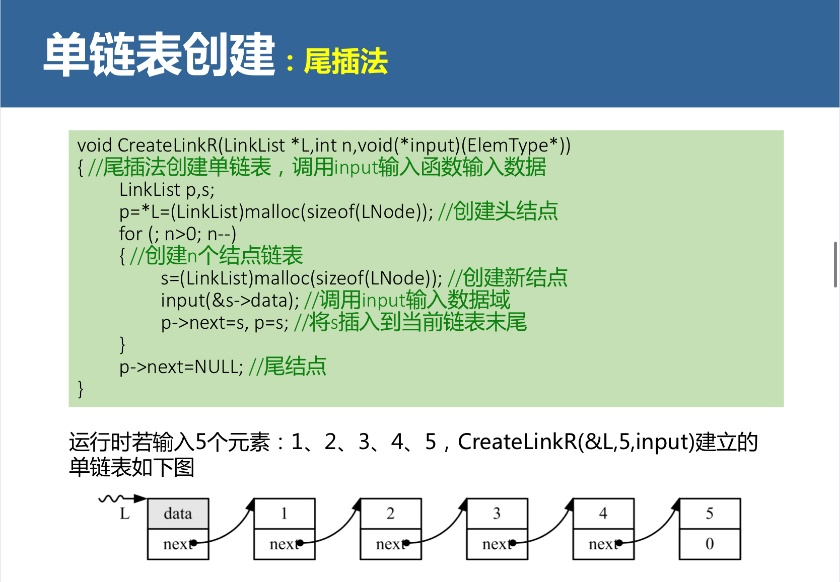 单链表创建：尾插法
void CreateLinkR(LinkList *L,int n,void(*input)(ElemType*))
{ //尾插法创建单链表，调用input输入函数输入数据
LinkList p,s;
p=*L=(LinkList)malloc(sizeof(LNode)); //创建头结点
for (; n>0; n--)
{ //创建n个结点链表
s=(LinkList)malloc(sizeof(LNode)); //创建新结点
input(&s->data); //调用input输入数据域
p->next=s, p=s; //将s插入到当前链表末尾
}
p->next=NULL; //尾结点
}
运行时若输入5个元素：1、2、3、4、5，CreateLinkR(&L,5,input)建立的
单链表如下图
L data 1 2 3 4 5
next next next next next 0